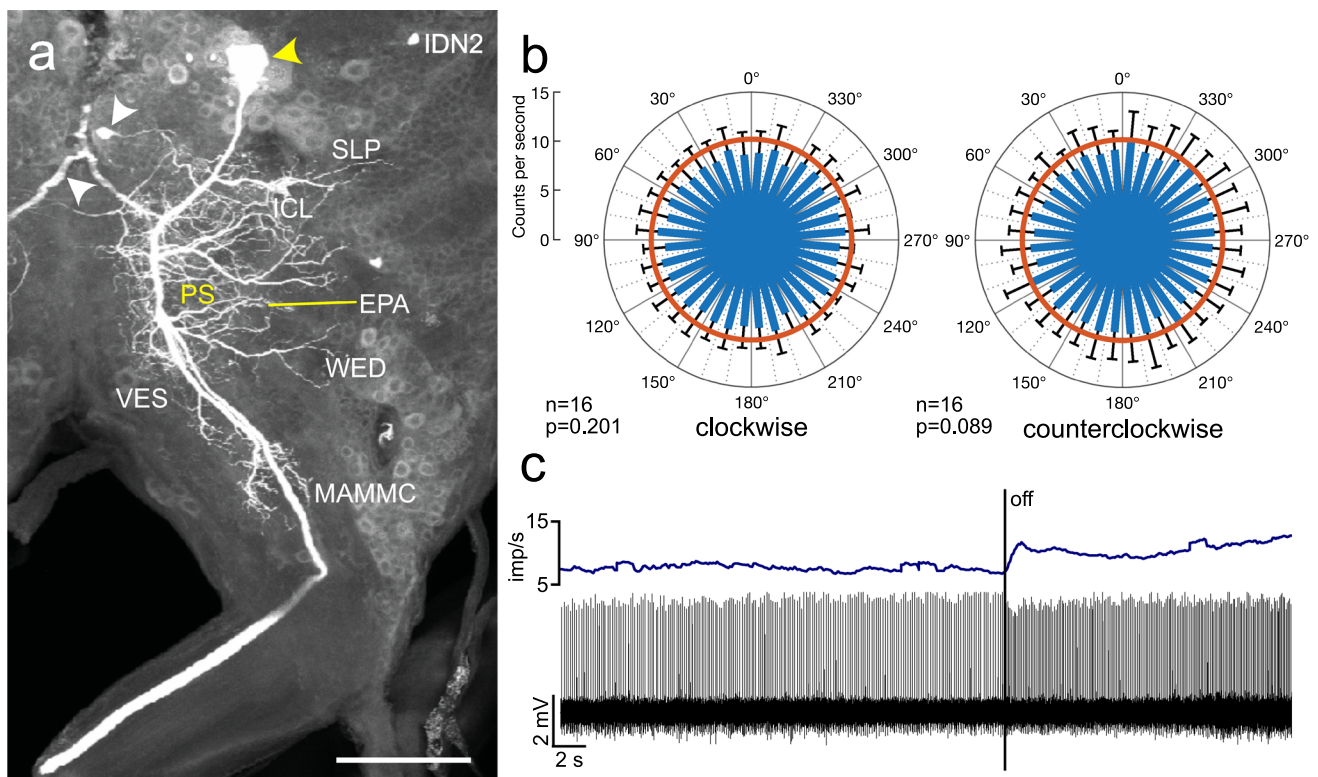 a
IDN2
SLP
ICL
PS
EPA
WED
VES
MAMMC
b
Counts per second
15
10
5
0
0°
30°
330°
60°
300°
90°
270°
120°
240°
150°
210°
180°
n=16
p=0.201
clockwise
0°
30°
330°
60°
300°
90°
270°
120°
240°
150°
210°
180°
n=16
p=0.089
counterclockwise
c
off
15
imp/s
5
2 mV
2 s